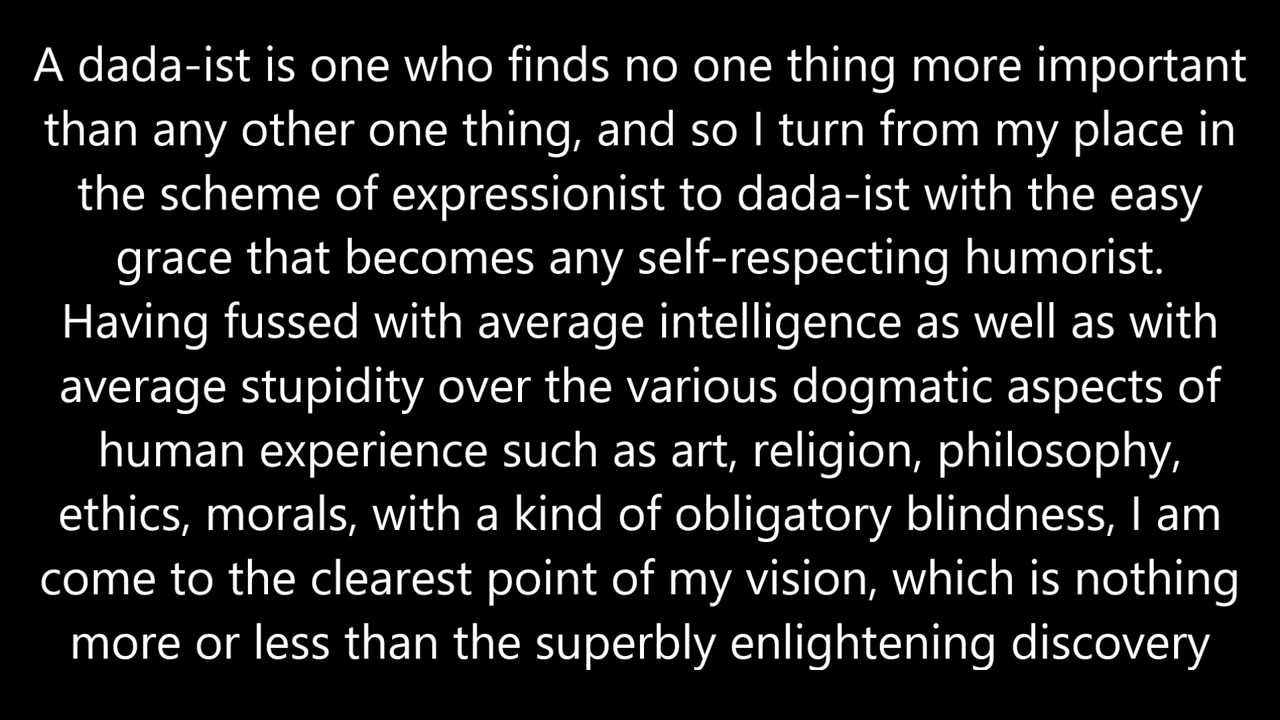 A dada-ist is one who finds no one thing more important
than any other one thing, and so I turn from my place in
the scheme of expressionist to dada-ist with the easy
grace that becomes any self-respecting humorist.
Having fussed with average intelligence as well as with
average stupidity over the various dogmatic aspects of
human experience such as art, religion, philosophy,
ethics, morals, with a kind of obligatory blindness, I am
come to the clearest point of my vision, which is nothing
more or less than the superbly enlightening discovery